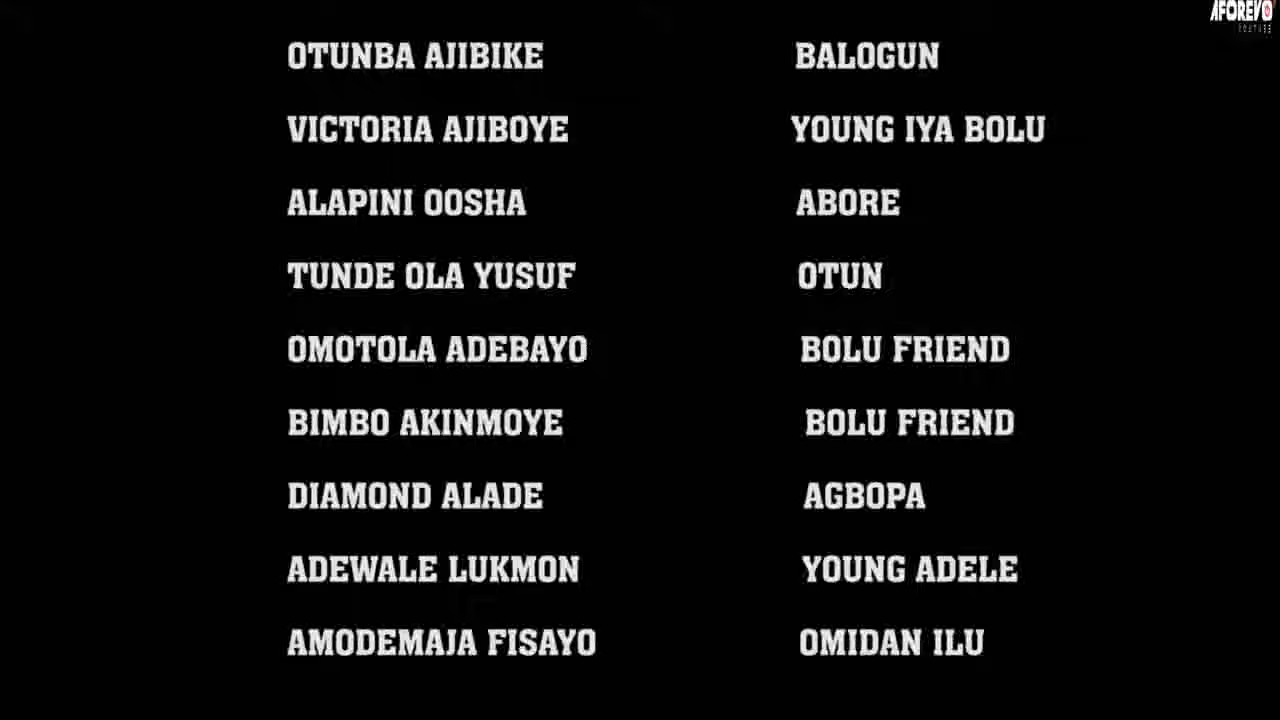 AFOREVO
YOUTUBE
OTUNBA AJIBIKE BALOGUN
VICTORIA AJIBOYE YOUNG IYA BOLU
ALAPINI OOSHA ABORE
TUNDE OLA YUSUF OTUN
OMOTOLA ADEBAYO BOLU FRIEND
BIMBO AKINMOYE BOLU FRIEND
DIAMOND ALADE AGBOPA
ADEWALE LUKMON YOUNG ADELE
AMODEMAJA FISAYO OMIDAN ILU